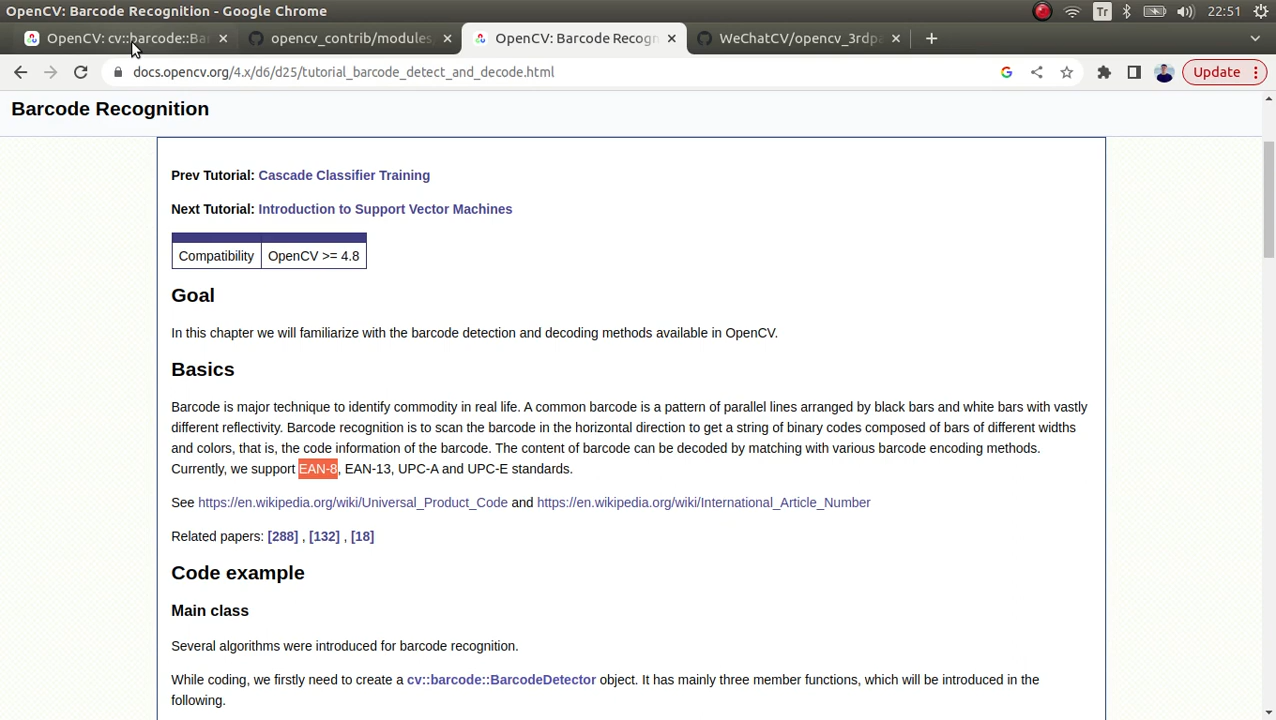 OpenCV: Barcode Recognition - Google Chrome
Tr
22:51
OpenCV: cv::barcode::Ba
opencv_contrib/modules
OpenCV: Barcode Recogn
WeChatCV/opencv_3rdpa
docs.opencv.org/4.x/d6/d25/tutorial_barcode_detect_and_decode.html
Update
Barcode Recognition
Prev Tutorial: Cascade Classifier Training
Next Tutorial: Introduction to Support Vector Machines
Compatibility OpenCV >= 4.8
Goal
In this chapter we will familiarize with the barcode detection and decoding methods available in OpenCV.
Basics
Barcode is major technique to identify commodity in real life. A common barcode is a pattern of parallel lines arranged by black bars and white bars with vastly
different reflectivity. Barcode recognition is to scan the barcode in the horizontal direction to get a string of binary codes composed of bars of different widths
and colors, that is, the code information of the barcode. The content of barcode can be decoded by matching with various barcode encoding methods.
Currently, we support EAN-8, EAN-13, UPC-A and UPC-E standards.
See https://en.wikipedia.org/wiki/Universal_Product_Code and https://en.wikipedia.org/wiki/International_Article_Number
Related papers: [288] , [132] , [18]
Code example
Main class
Several algorithms were introduced for barcode recognition.
While coding, we firstly need to create a cv::barcode::BarcodeDetector object. It has mainly three member functions, which will be introduced in the
following.